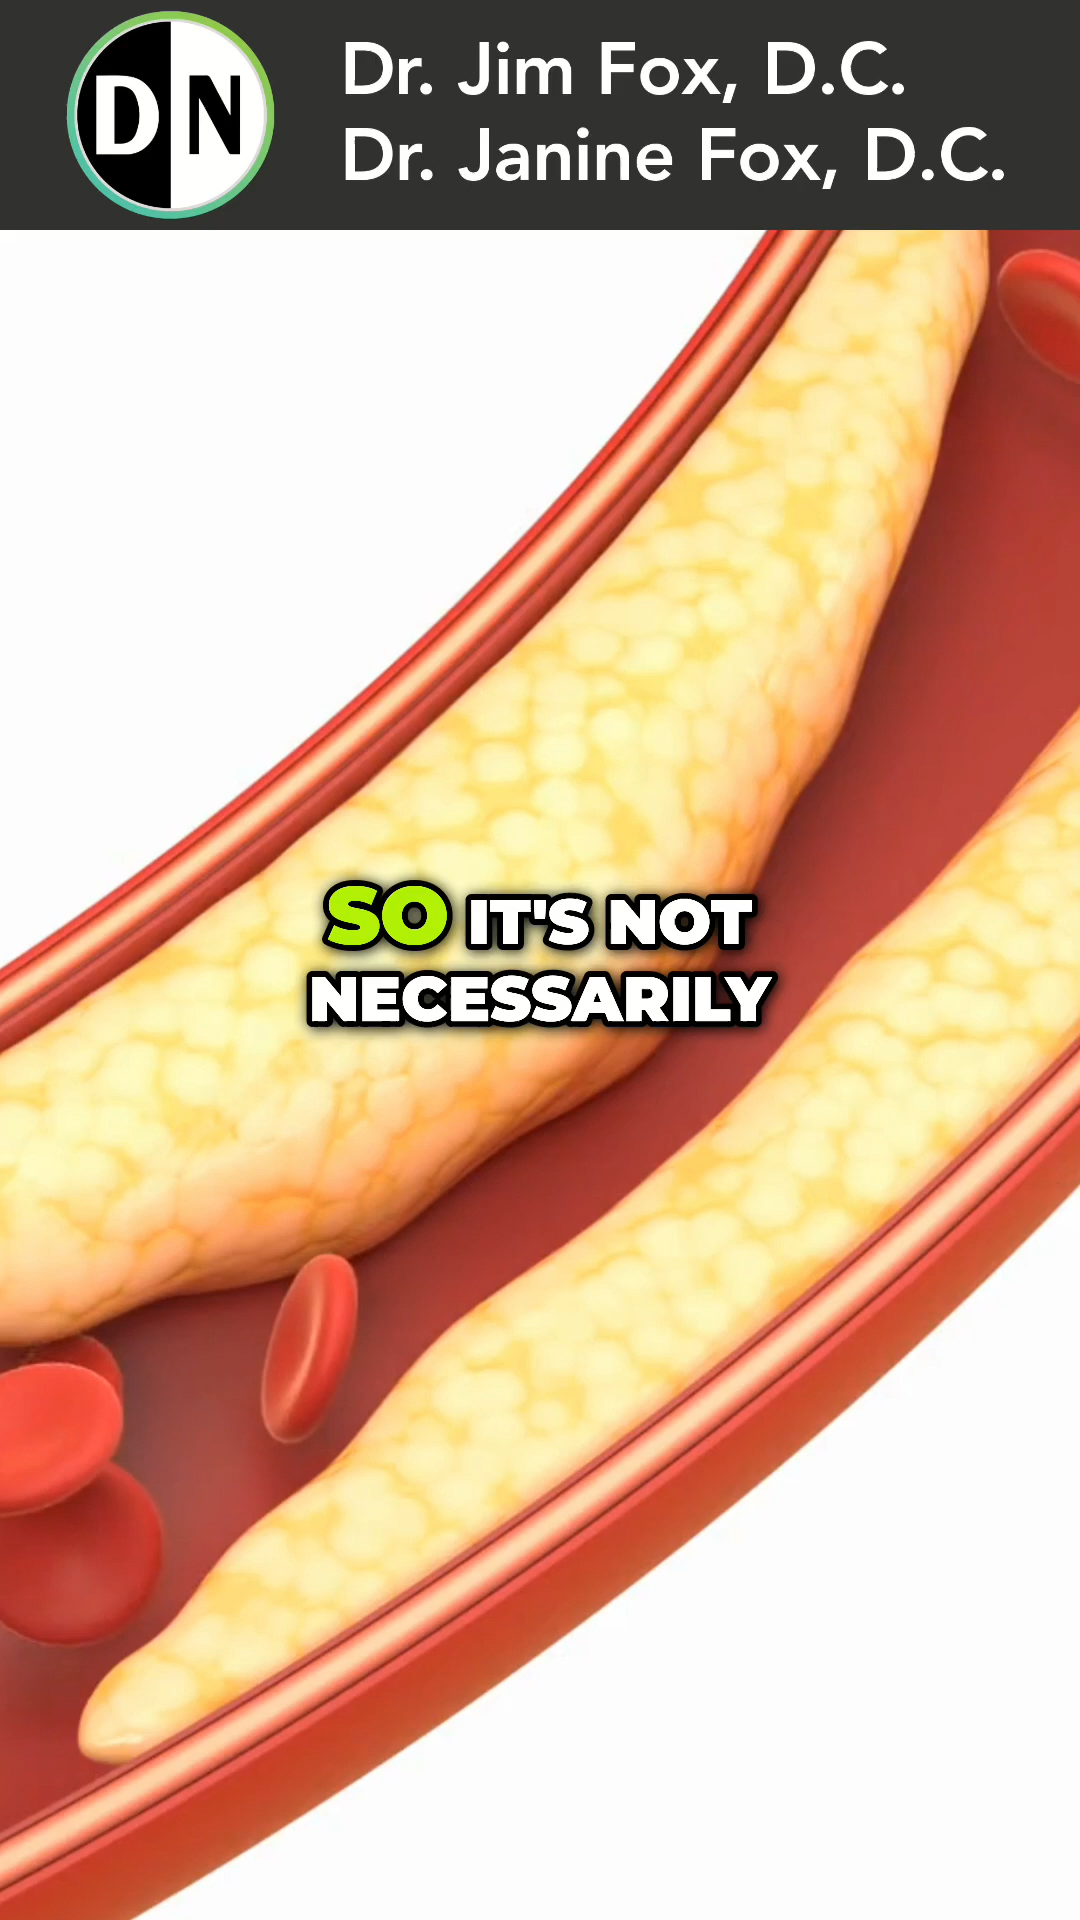 DN
Dr. Jim Fox, D.C.
Dr. Janine Fox, D.C.
SO IT'S NOT
NECESSARILY